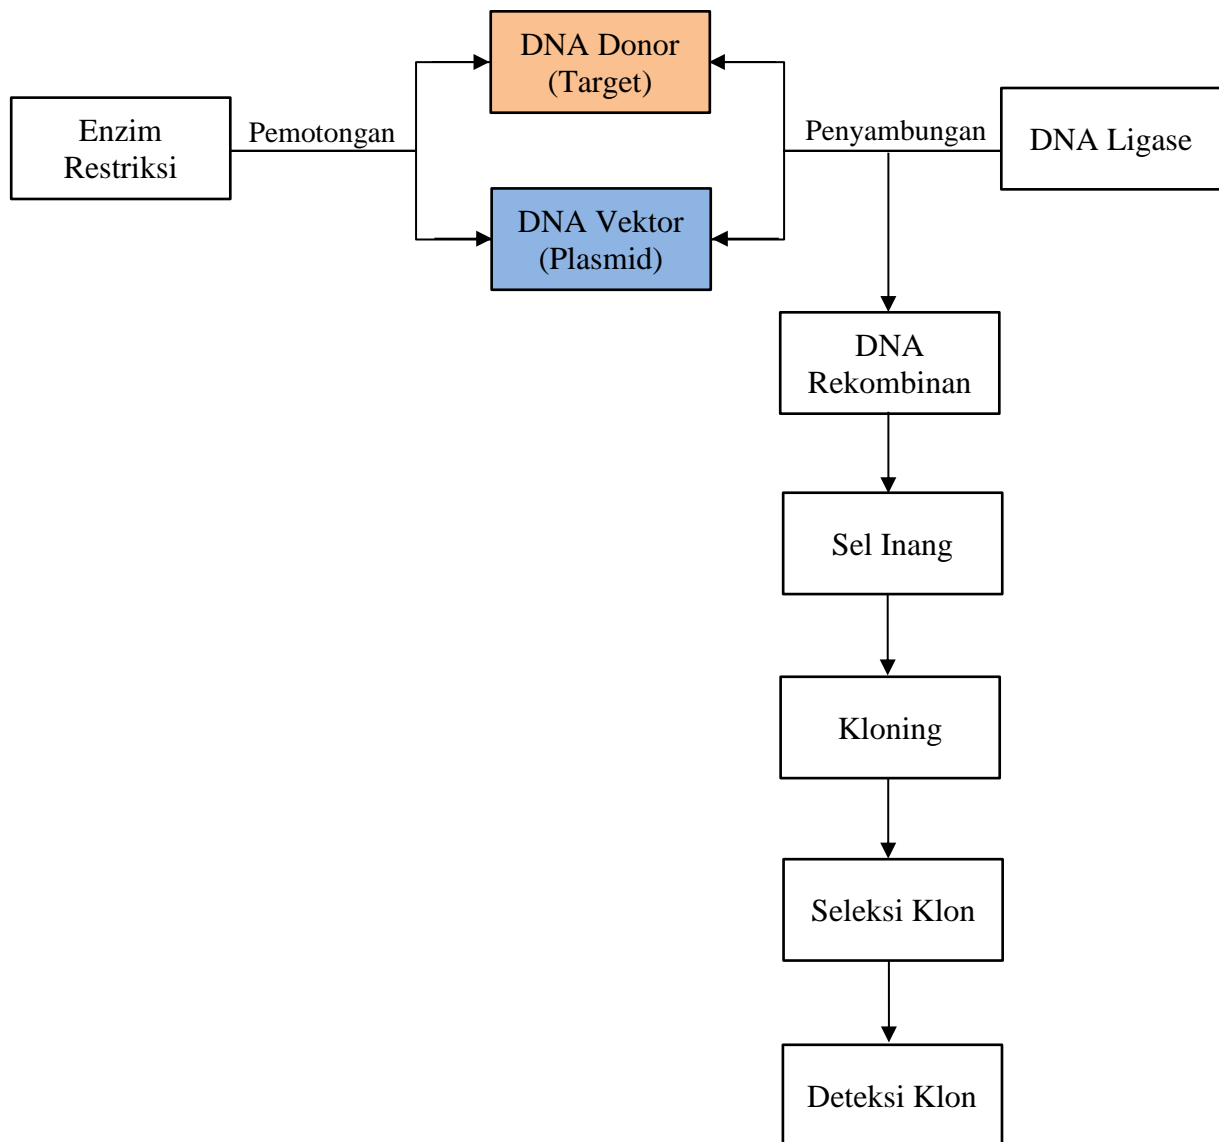 DNA Donor
(Target)
Enzim
Restriksi
Pemotongan
Penyambungan
DNA Ligase
DNA Vektor
(Plasmid)
DNA
Rekombinan
Sel Inang
Kloning
Seleksi Klon
Deteksi Klon